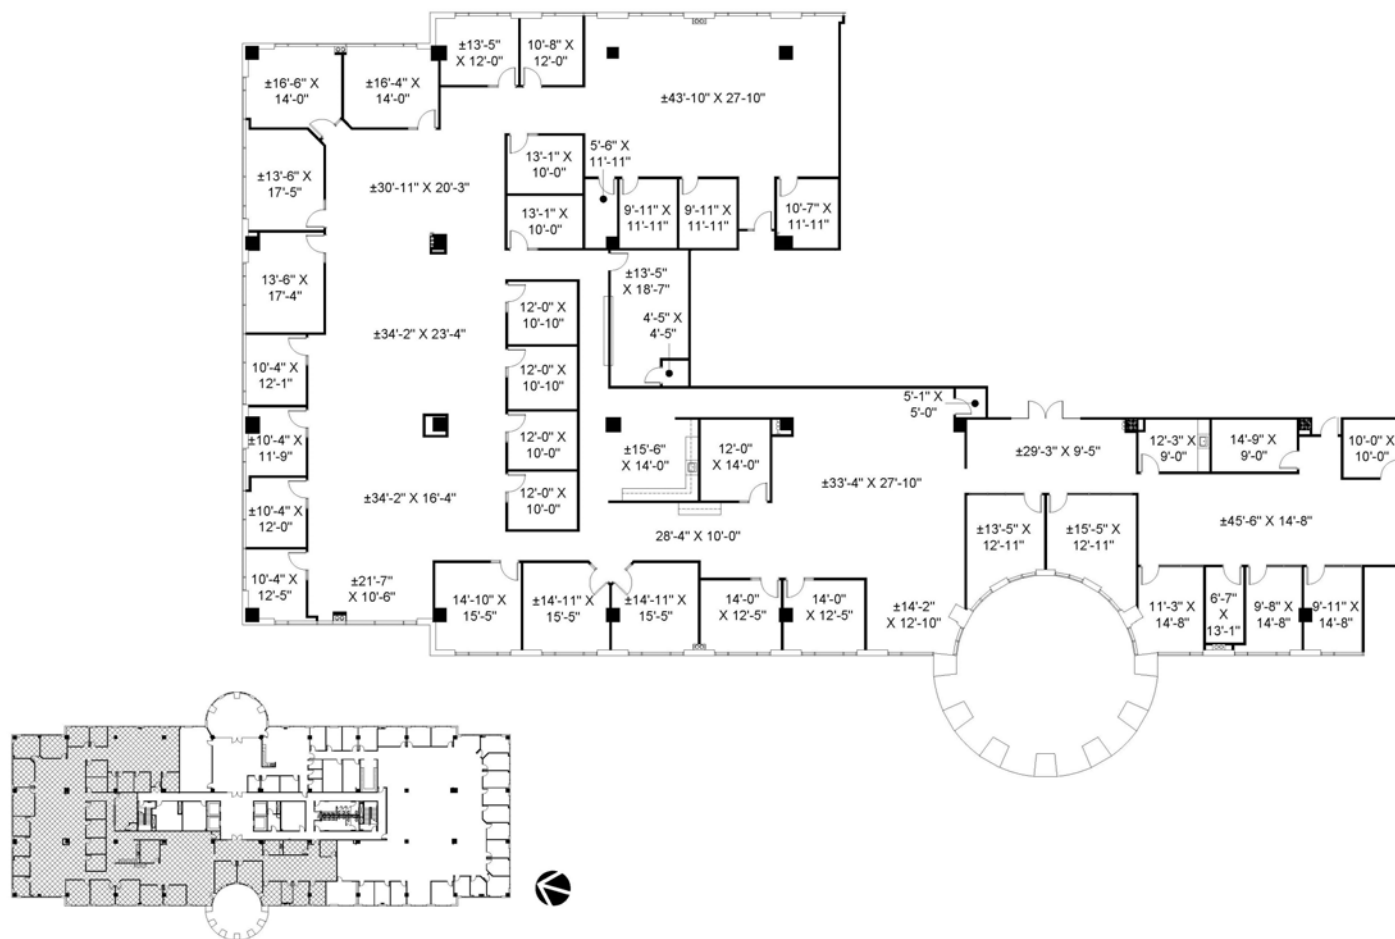 ±13'-5"
X 12'-0"
10'-8" X
12'-0"
±16'-6" X
14'-0"
±16'-4" X
14'-0"
±43'-10" X 27-10"
5'-6" X
11'-11"
13'-1" X
10'-0"
±13'-6" X
17'-5"
±30'-11" X 20'-3"
13'-1" X
10'-0"
9'-11" X
11'-11"
9'-11" X
11'-11"
10'-7" X
11'-11"
13'-6" X
17'-4"
±13'-5"
X 18'-7"
4'-5" X
4'-5"
12'-0" X
10'-10"
±34'-2" X 23'-4"
10'-4" X
12'-1"
12'-0" X
10'-10"
5'-1" X
5'-0"
±10'-4" X
11'-9"
12'-0" X
10'-0"
±15'-6"
X 14'-0"
12'-0"
X 14'-0"
±29'-3" X 9'-5"
12'-3" X
9'-0"
14'-9" X
9'-0"
10'-0" X
10'-0"
±33'-4" X 27'-10"
±34'-2" X 16'-4"
12'-0" X
10'-0"
±10'-4" X
12'-0"
28'-4" X 10'-0"
±13'-5" X
12'-11"
±15'-5" X
12'-11"
±45'-6" X 14'-8"
10'-4" X
12'-5"
±21'-7"
X 10'-6"
14'-10" X
15'-5"
±14'-11" X
15'-5"
±14'-11" X
15'-5"
14'-0"
X 12'-5"
14'-0"
X 12'-5"
±14'-2"
X 12'-10"
11'-3" X
14'-8"
6'-7"
X
13'-1"
9'-8" X
14'-8"
9'-11" X
14'-8"